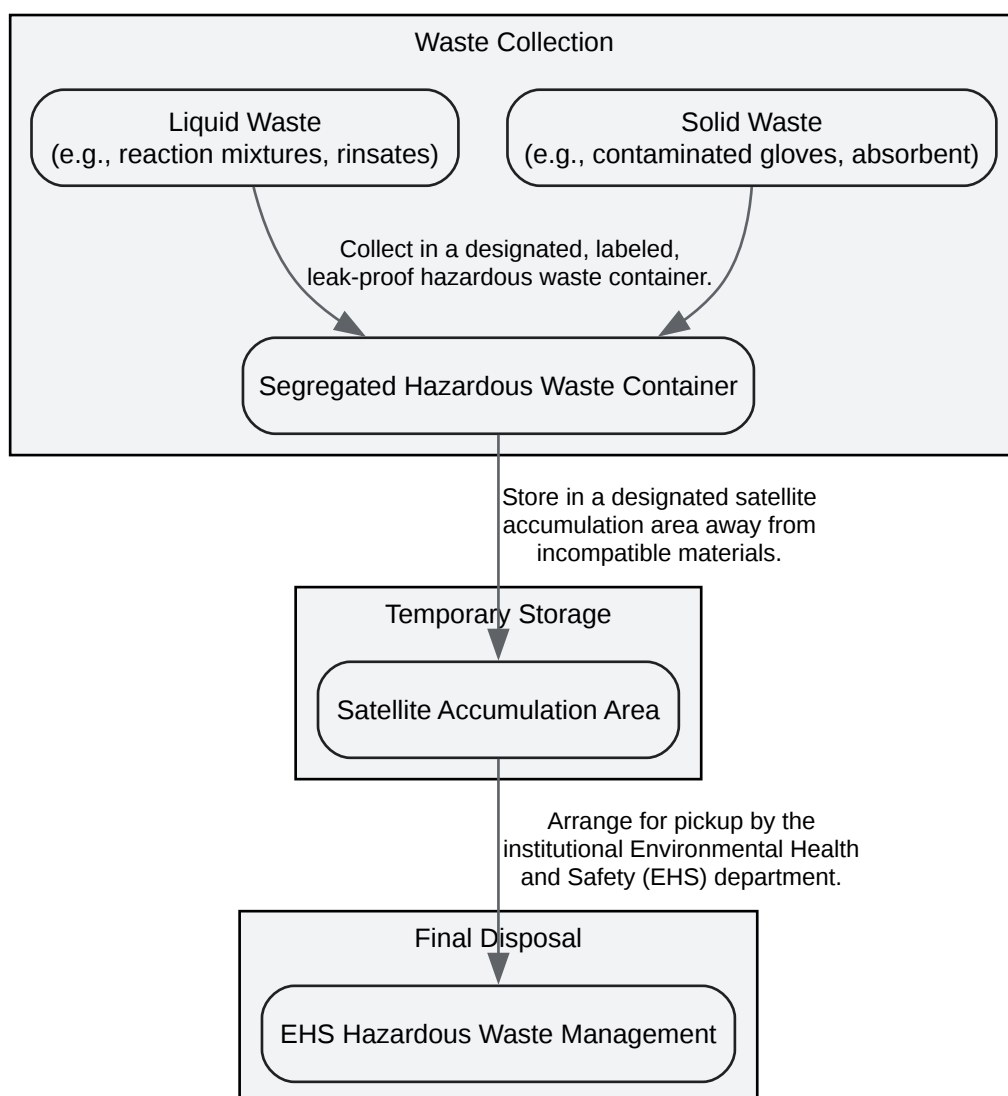 Waste Collection
Liquid Waste
(e.g., reaction mixtures, rinsates)
Solid Waste
(e.g., contaminated gloves, absorbent)
Collect in a designated, labeled,
leak-proof hazardous waste container.
Segregated Hazardous Waste Container
Store in a designated satellite
accumulation area away from
incompatible materials.
Temporary Storage
Satellite Accumulation Area
Arrange for pickup by the
institutional Environmental Health
and Safety (EHS) department.
Final Disposal
EHS Hazardous Waste Management